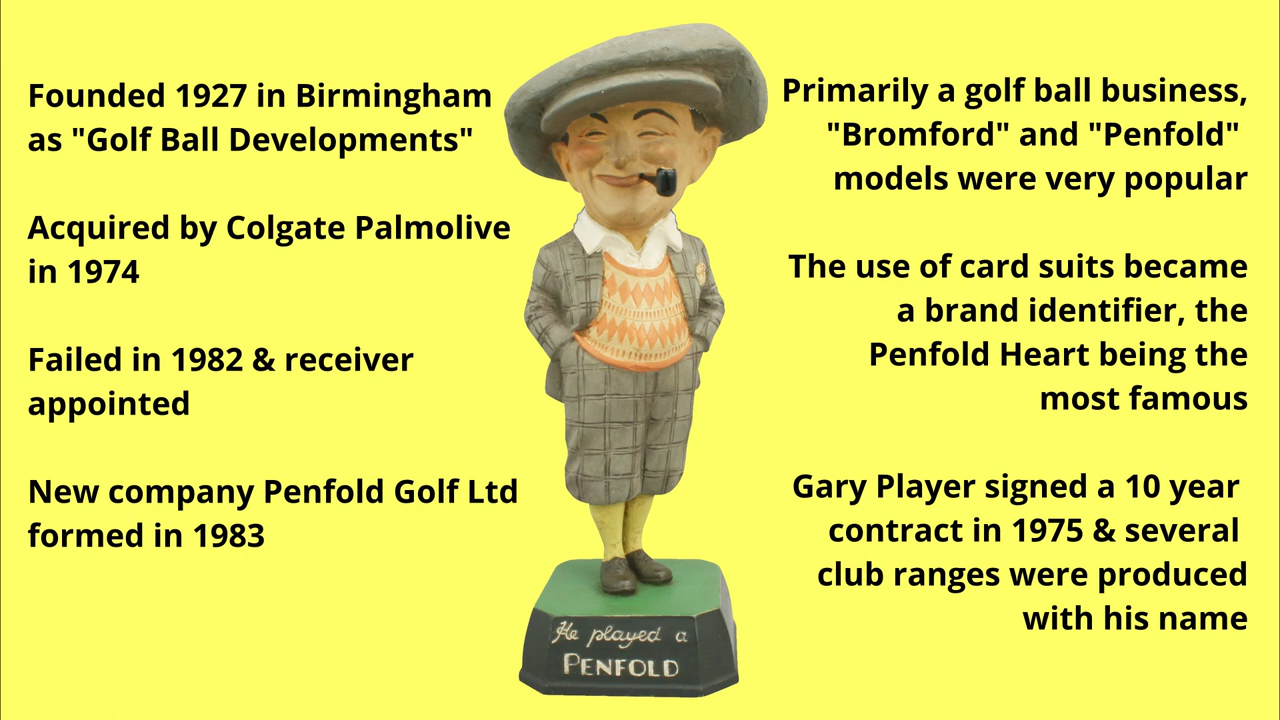 Founded 1927 in Birmingham
as "Golf Ball Developments"
Acquired by Colgate Palmolive
in 1974
Failed in 1982 & receiver
appointed
New company Penfold Golf Ltd
formed in 1983
He played a
PENFOLD
Primarily a golf ball business,
"Bromford" and "Penfold"
models were very popular
The use of card suits became
a brand identifier, the
Penfold Heart being the
most famous
Gary Player signed a 10 year
contract in 1975 & several
club ranges were produced
with his name